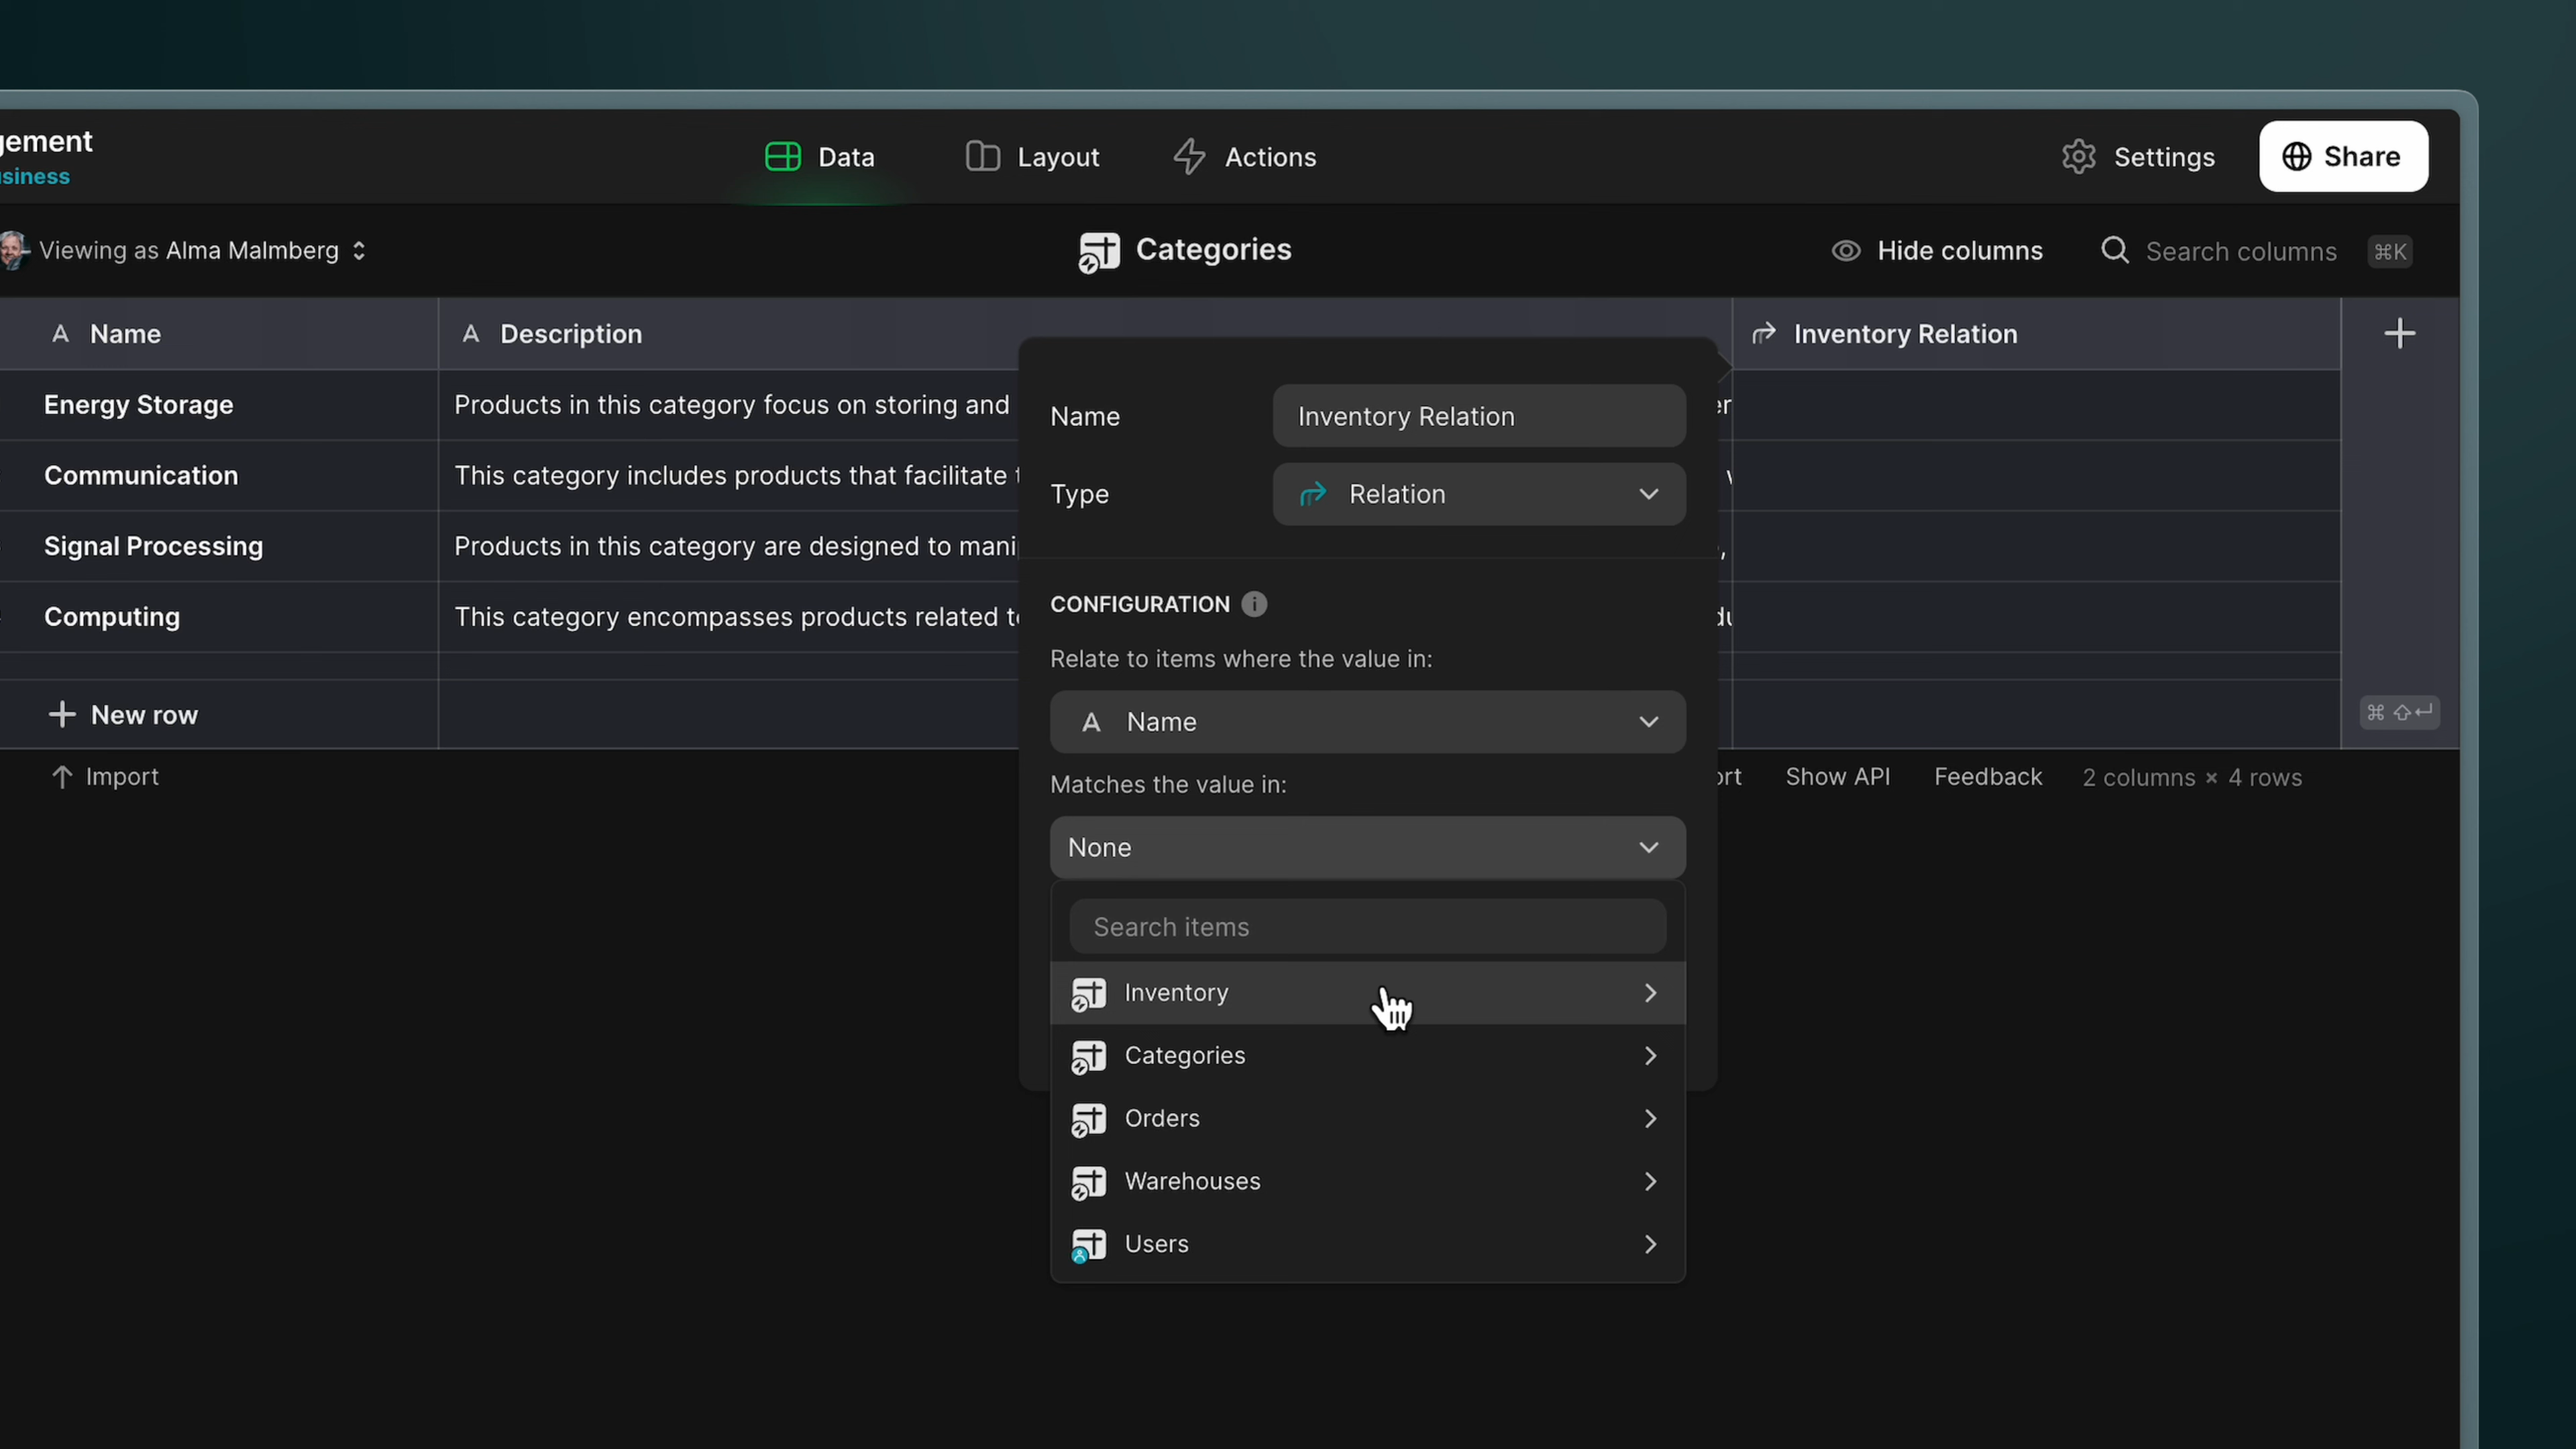 Data Layout Actions Settings Share
Viewing as Alma Malmberg Categories Hide columns Search columns ⌘K
A Name A Description Inventory Relation
Energy Storage Products in this category focus on storing and
Communication This category includes products that facilitate
Signal Processing Products in this category are designed to
Computing This category encompasses products related
New row
Import
Name Inventory Relation
Type Relation
CONFIGURATION
Relate to items where the value in:
A Name
Matches the value in:
None
Search items
Inventory
Categories
Orders
Warehouses
Users
⌘ ⇧ ↵
Show API Feedback 2 columns × 4 rows